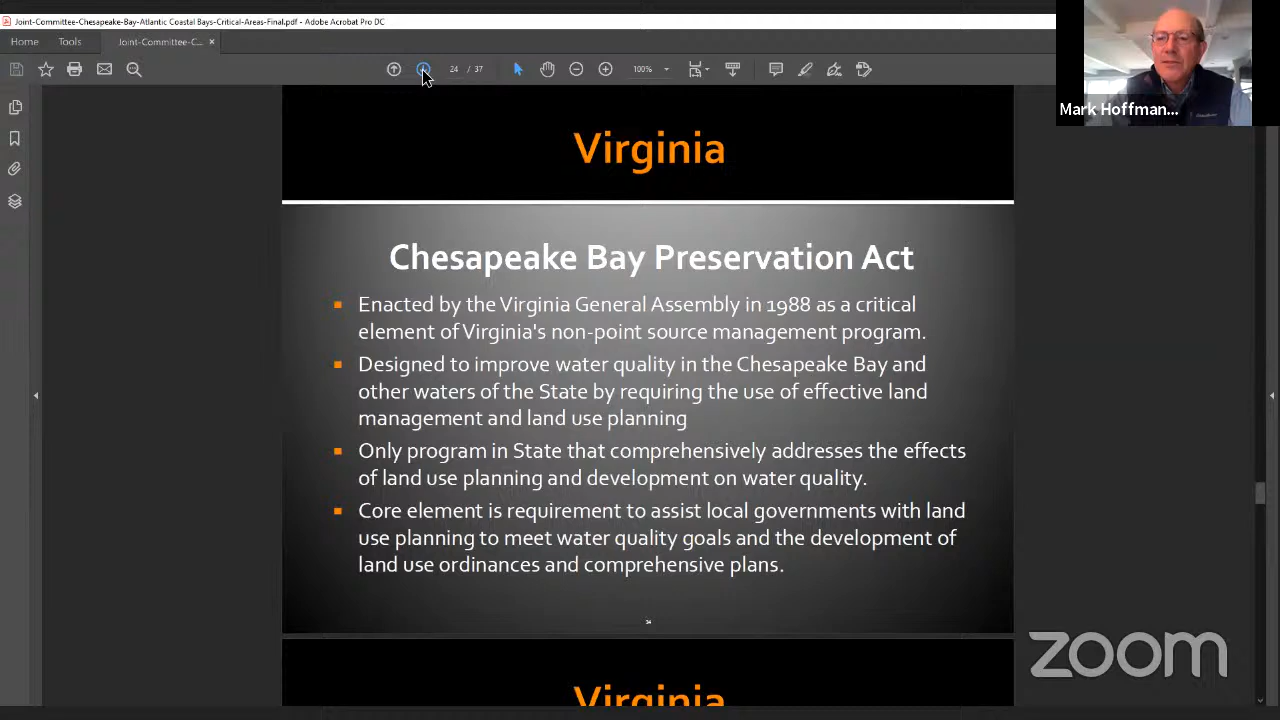 Joint-Committee-Chesapeake-Bay-Atlantic Coastal Bays-Critical-Areas-Final.pdf - Adobe Acrobat Pro DC
Home
Tools
Joint-Committee-C...
24 / 37
100%
Mark Hoffman...
Virginia
Chesapeake Bay Preservation Act
Enacted by the Virginia General Assembly in 1988 as a critical
element of Virginia's non-point source management program.
Designed to improve water quality in the Chesapeake Bay and
other waters of the State by requiring the use of effective land
management and land use planning
Only program in State that comprehensively addresses the effects
of land use planning and development on water quality.
Core element is requirement to assist local governments with land
use planning to meet water quality goals and the development of
land use ordinances and comprehensive plans.
zoom
Virginia